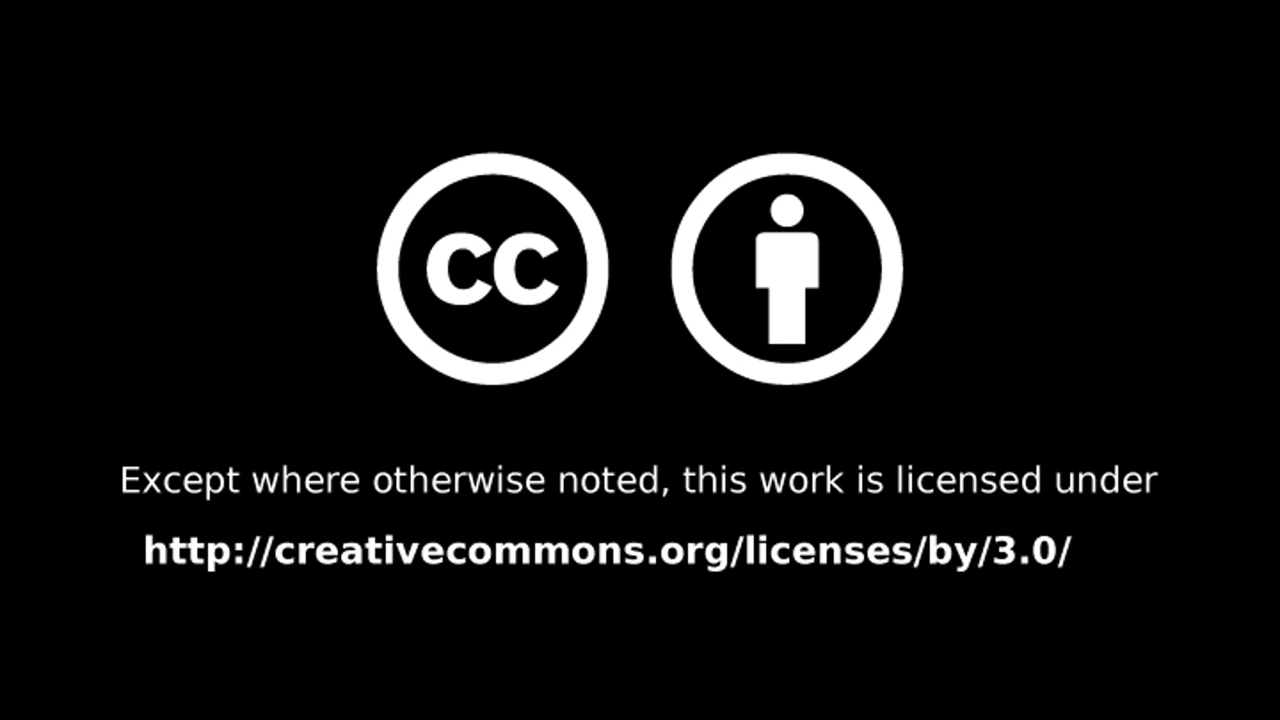 cc
Except where otherwise noted, this work is licensed under
http://creativecommons.org/licenses/by/3.0/